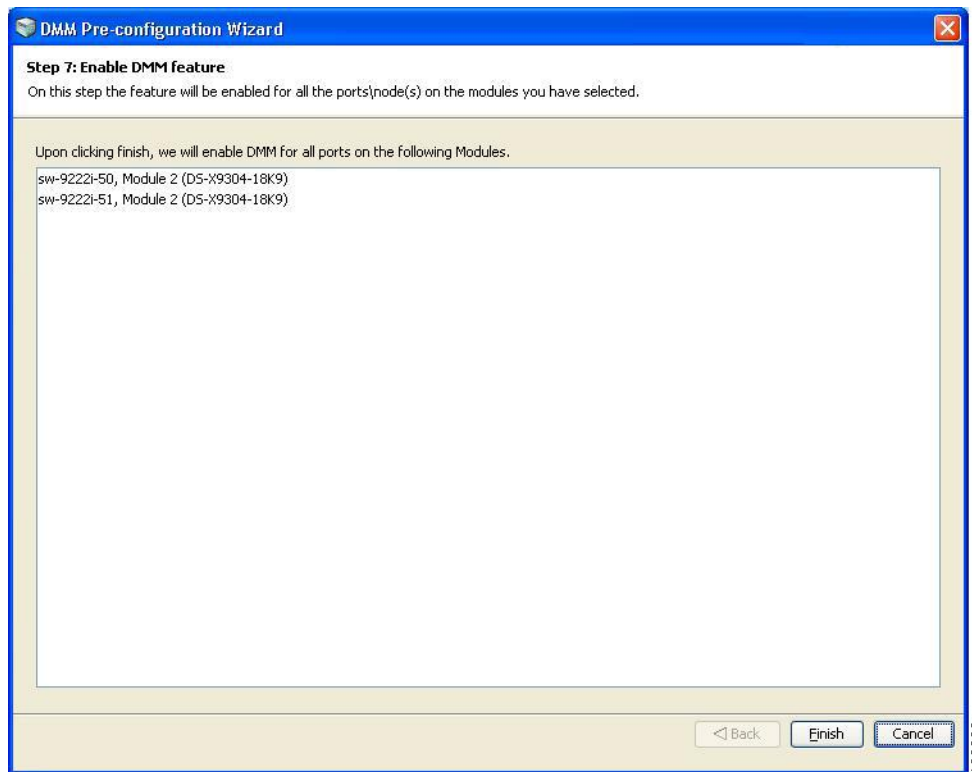 DMM Pre-configuration Wizard
Step 7: Enable DMM feature
On this step the feature will be enabled for all the ports\node(s) on the modules you have selected.
Upon clicking finish, we will enable DMM for all ports on the following Modules.
sw-9222i-50, Module 2 (DS-X9304-18K9)
sw-9222i-51, Module 2 (DS-X9304-18K9)
Back
Finish
Cancel